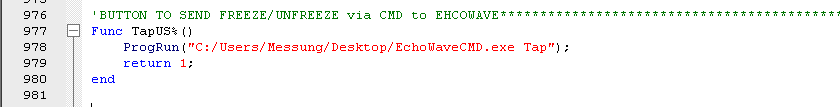 976 'BUTTON TO SEND FREEZE/UNFREEZE via CMD to EHCOWAVE*******************************************
977 Func TapUS%()
978 ProgRun("C:/Users/Messung/Desktop/EchoWaveCMD.exe Tap");
979 return 1;
980 end
981